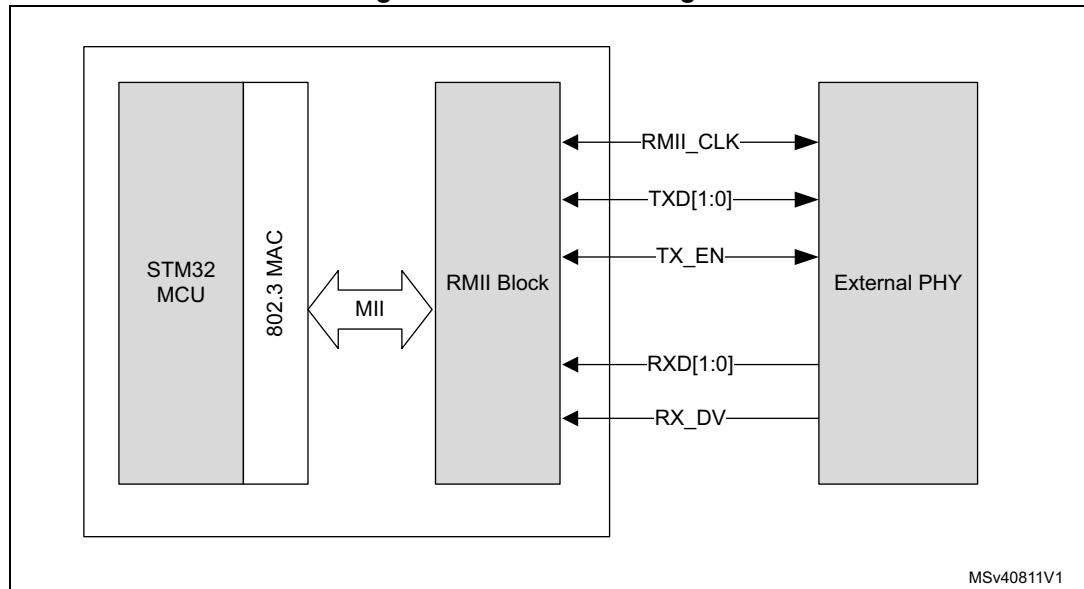 STM32
MCU
802.3 MAC
MII
RMII Block
RMII_CLK
TXD[1:0]
TX_EN
RXD[1:0]
RX_DV
External PHY
MSv40811V1